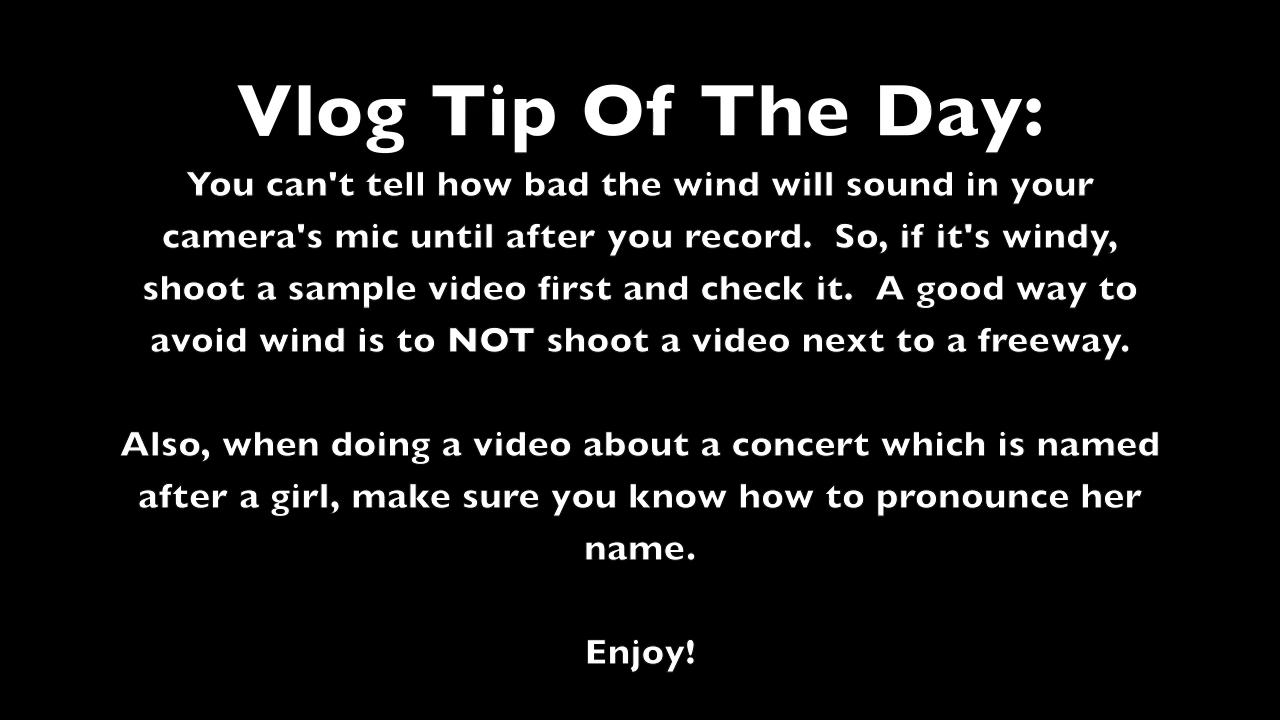 Vlog Tip Of The Day:
You can't tell how bad the wind will sound in your
camera's mic until after you record.  So, if it's windy,
shoot a sample video first and check it.  A good way to
avoid wind is to NOT shoot a video next to a freeway.
Also, when doing a video about a concert which is named
after a girl, make sure you know how to pronounce her
name.
Enjoy!